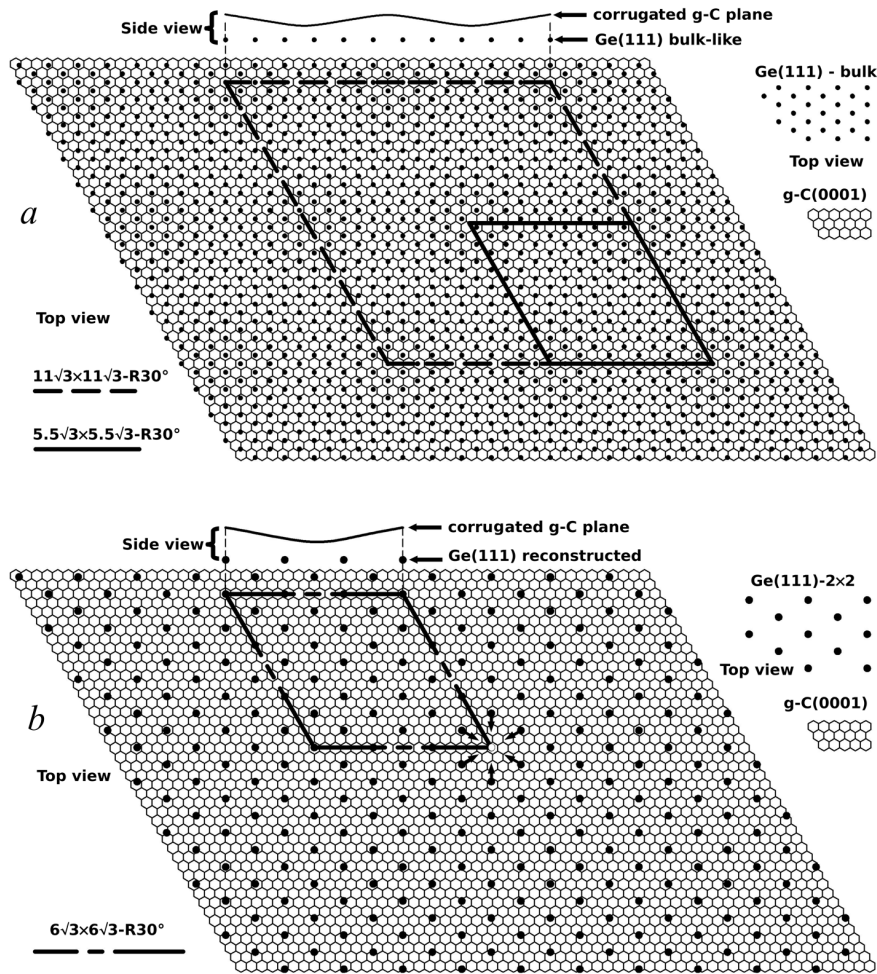 Side view
corrugated g-C plane
Ge(111) bulk-like
Ge(111) - bulk
Top view
g-C(0001)
a
Top view
11√3×11√3-R30°
5.5√3×5.5√3-R30°
Side view
corrugated g-C plane
Ge(111) reconstructed
Ge(111)-2×2
Top view
g-C(0001)
b
Top view
6√3×6√3-R30°